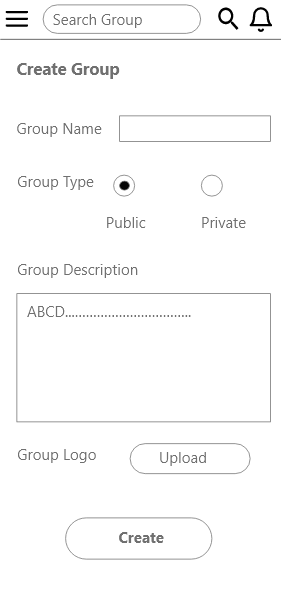 Search Group
Create Group
Group Name
Group Type
Public Private
Group Description
ABCD...................................
Group Logo Upload
Create